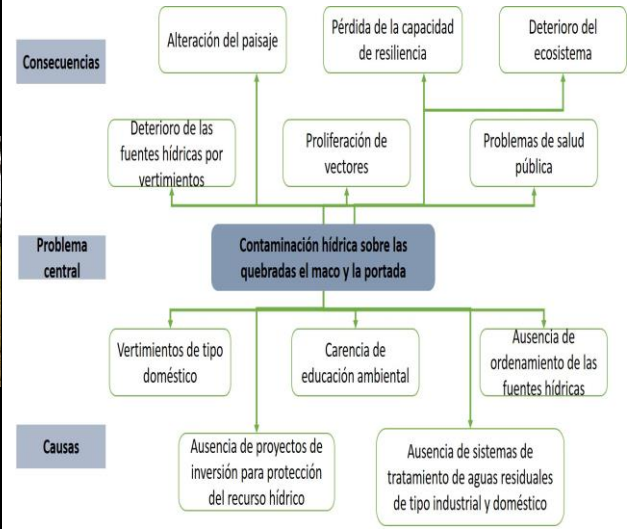 Consecuencias
Alteración del paisaje
Pérdida de la capacidad
de resiliencia
Deterioro del
ecosistema
Deterioro de las
fuentes hídricas por
vertimientos
Proliferación de
vectores
Problemas de salud
pública
Problema
central
Contaminación hídrica sobre las
quebradas el maco y la portada
Vertimientos de tipo
doméstico
Carencia de
educación ambiental
Ausencia de
ordenamiento de las
fuentes hídricas
Causas
Ausencia de proyectos de
inversión para protección
del recurso hídrico
Ausencia de sistemas de
tratamiento de aguas residuales
de tipo industrial y doméstico